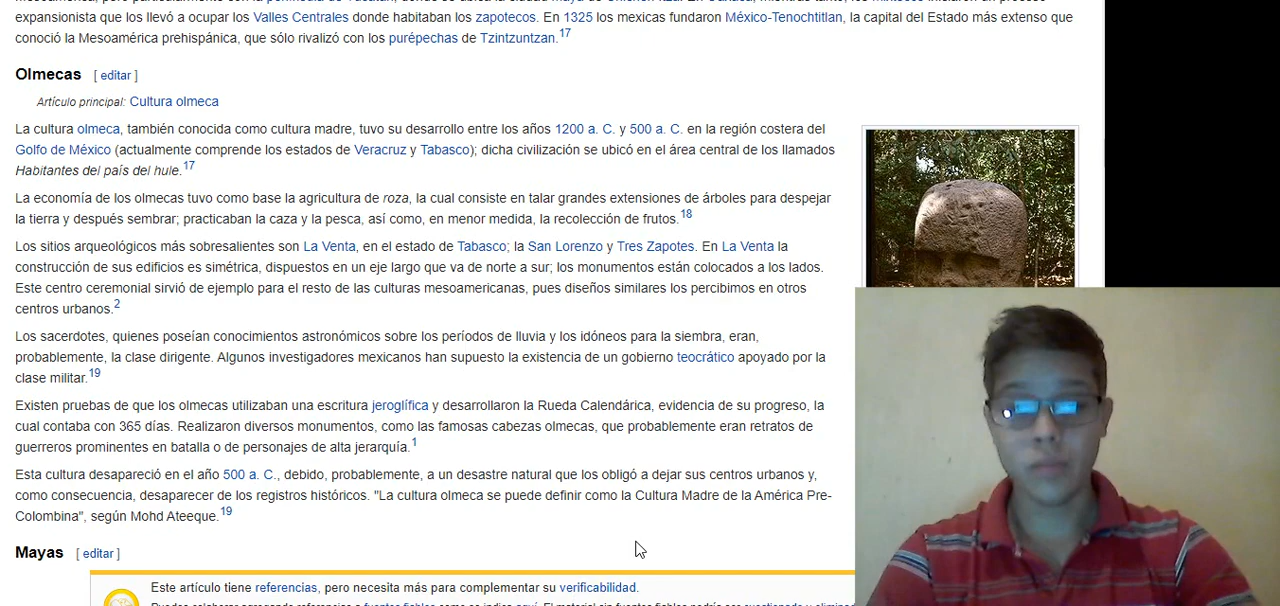 expansionista que los llevó a ocupar los Valles Centrales donde habitaban los zapotecos. En 1325 los mexicas fundaron México-Tenochtitlan, la capital del Estado más extenso que
conoció la Mesoamérica prehispánica, que sólo rivalizó con los purépechas de Tzintzuntzan.17
Olmecas [ editar ]
Artículo principal: Cultura olmeca
La cultura olmeca, también conocida como cultura madre, tuvo su desarrollo entre los años 1200 a. C. y 500 a. C. en la región costera del
Golfo de México (actualmente comprende los estados de Veracruz y Tabasco); dicha civilización se ubicó en el área central de los llamados
Habitantes del país del hule.17
La economía de los olmecas tuvo como base la agricultura de roza, la cual consiste en talar grandes extensiones de árboles para despejar
la tierra y después sembrar; practicaban la caza y la pesca, así como, en menor medida, la recolección de frutos.18
Los sitios arqueológicos más sobresalientes son La Venta, en el estado de Tabasco; la San Lorenzo y Tres Zapotes. En La Venta la
construcción de sus edificios es simétrica, dispuestos en un eje largo que va de norte a sur; los monumentos están colocados a los lados.
Este centro ceremonial sirvió de ejemplo para el resto de las culturas mesoamericanas, pues diseños similares los percibimos en otros
centros urbanos.2
Los sacerdotes, quienes poseían conocimientos astronómicos sobre los períodos de lluvia y los idóneos para la siembra, eran,
probablemente, la clase dirigente. Algunos investigadores mexicanos han supuesto la existencia de un gobierno teocrático apoyado por la
clase militar.19
Existen pruebas de que los olmecas utilizaban una escritura jeroglífica y desarrollaron la Rueda Calendárica, evidencia de su progreso, la
cual contaba con 365 días. Realizaron diversos monumentos, como las famosas cabezas olmecas, que probablemente eran retratos de
guerreros prominentes en batalla o de personajes de alta jerarquía.1
Esta cultura desapareció en el año 500 a. C., debido, probablemente, a un desastre natural que los obligó a dejar sus centros urbanos y,
como consecuencia, desaparecer de los registros históricos. "La cultura olmeca se puede definir como la Cultura Madre de la América Pre-
Colombina", según Mohd Ateeque.19
Mayas [ editar ]
Este artículo tiene referencias, pero necesita más para complementar su verificabilidad.